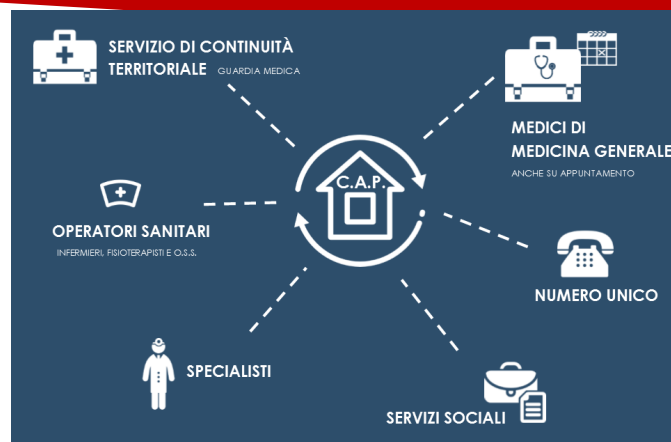 SERVIZIO DI CONTINUITÀ
TERRITORIALE GUARDIA MEDICA
MEDICI DI
MEDICINA GENERALE
ANCHE SU APPUNTAMENTO
C.A.P.
OPERATORI SANITARI
INFERMIERI, FISIOTERAPISTI E O.S.S.
NUMERO UNICO
SPECIALISTI
SERVIZI SOCIALI